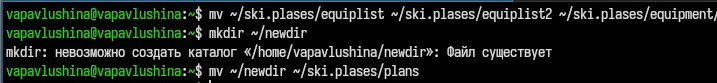 vapavlushina@vapavlushina:~$ mv ~/ski.plases/equiplist ~/ski.plases/equiplist2 ~/ski.plases/equipment/
vapavlushina@vapavlushina:~$ mkdir ~/newdir
mkdir: невозможно создать каталог «/home/vapavlushina/newdir»: Файл существует
vapavlushina@vapavlushina:~$ mv ~/newdir ~/ski.plases/plans